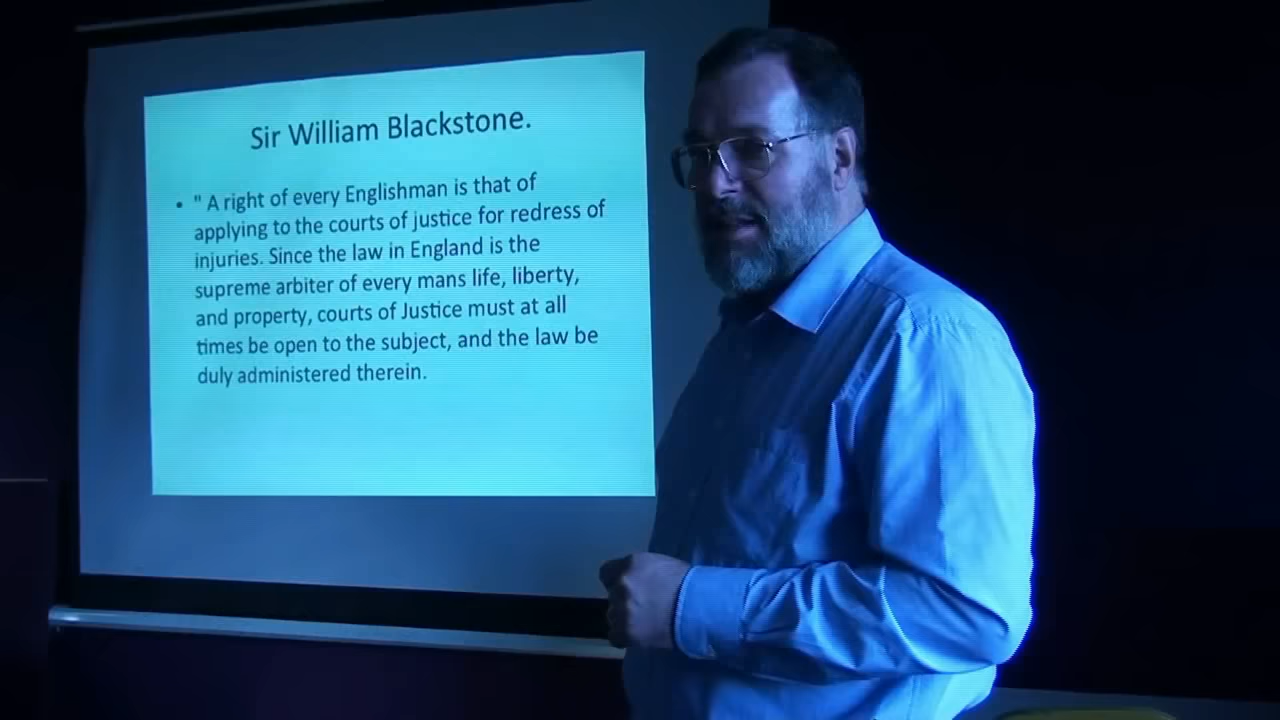 Sir William Blackstone.
• " A right of every Englishman is that of
applying to the courts of justice for redress of
injuries. Since the law in England is the
supreme arbiter of every mans life, liberty,
and property, courts of Justice must at all
times be open to the subject, and the law be
duly administered therein.